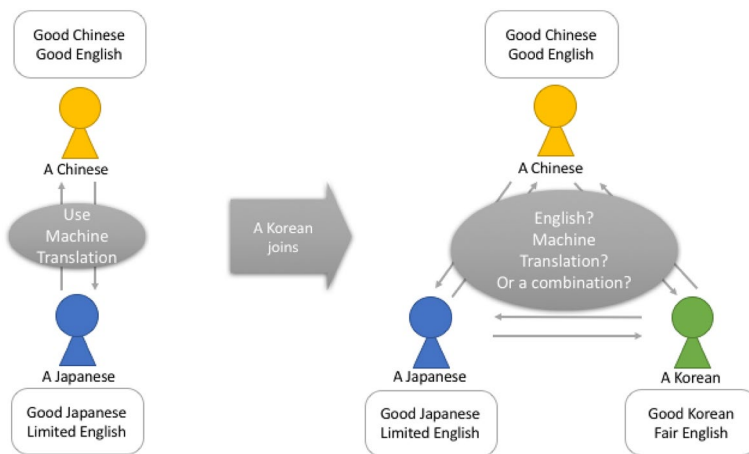 Good Chinese
Good English
A Chinese
Use
Machine
Translation
A Japanese
Good Japanese
Limited English
A Korean
joins
Good Chinese
Good English
A Chinese
English?
Machine
Translation?
Or a combination?
A Japanese
Good Japanese
Limited English
A Korean
Good Korean
Fair English